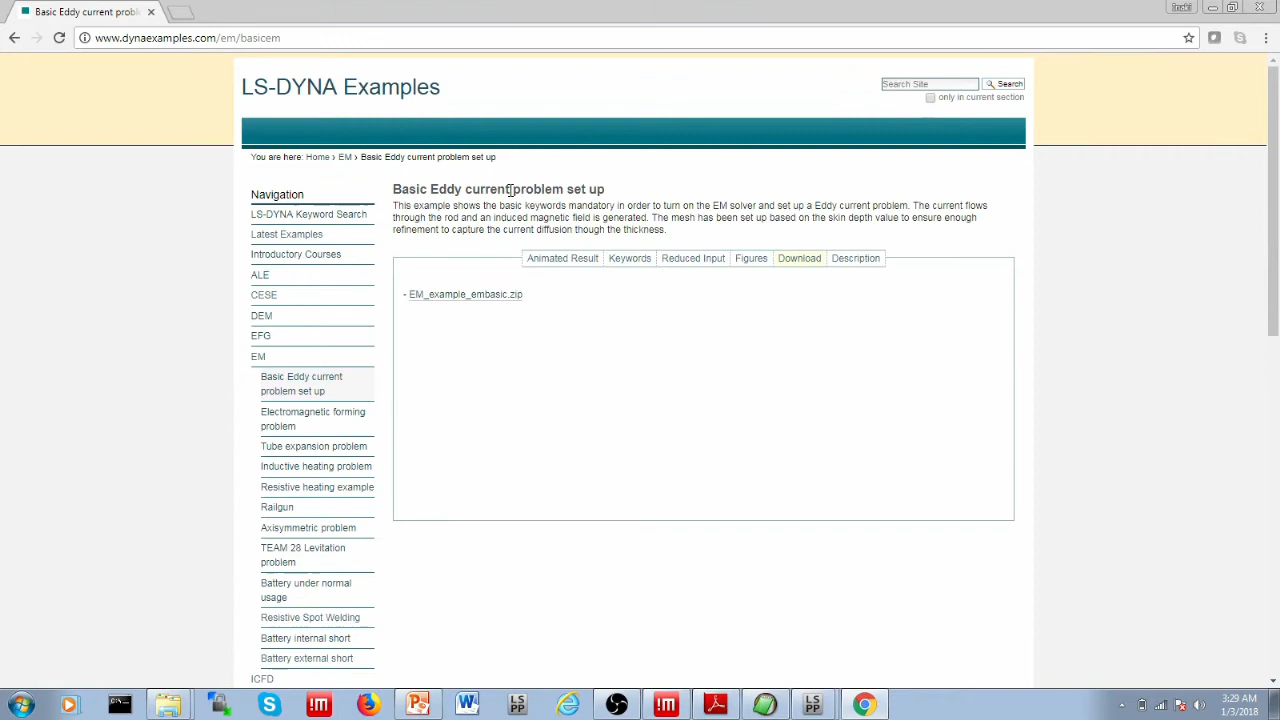 Basic Eddy current probl
www.dynaexamples.com/em/basicem
LS-DYNA Examples
Search Site
Search
only in current section
You are here: Home › EM › Basic Eddy current problem set up
Navigation
LS-DYNA Keyword Search
Latest Examples
Introductory Courses
ALE
CESE
DEM
EFG
EM
Basic Eddy current
problem set up
Electromagnetic forming
problem
Tube expansion problem
Inductive heating problem
Resistive heating example
Railgun
Axisymmetric problem
TEAM 28 Levitation
problem
Battery under normal
usage
Resistive Spot Welding
Battery internal short
Battery external short
ICFD
Basic Eddy current problem set up
This example shows the basic keywords mandatory in order to turn on the EM solver and set up a Eddy current problem. The current flows
through the rod and an induced magnetic field is generated. The mesh has been set up based on the skin depth value to ensure enough
refinement to capture the current diffusion though the thickness.
Animated Result Keywords Reduced Input Figures Download Description
- EM_example_embasic.zip
3:29 AM
1/3/2018